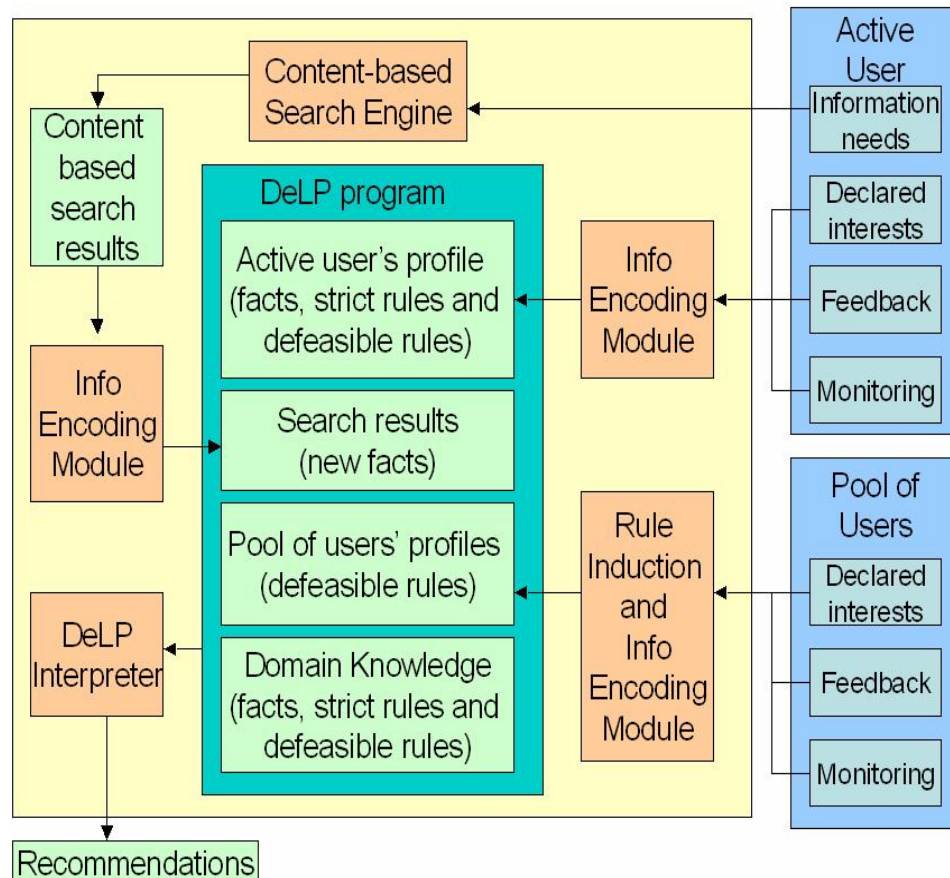 Content-based
Search Engine
Content
based
search
results
Info
Encoding
Module
DeLP
Interpreter
Recommendations
DeLP program
Active user's profile
(facts, strict rules and
defeasible rules)
Search results
(new facts)
Pool of users' profiles
(defeasible rules)
Domain Knowledge
(facts, strict rules and
defeasible rules)
Info
Encoding
Module
Rule
Induction
and
Info
Encoding
Module
Active
User
Information
needs
Declared
interests
Feedback
Monitoring
Pool of
Users
Declared
interests
Feedback
Monitoring